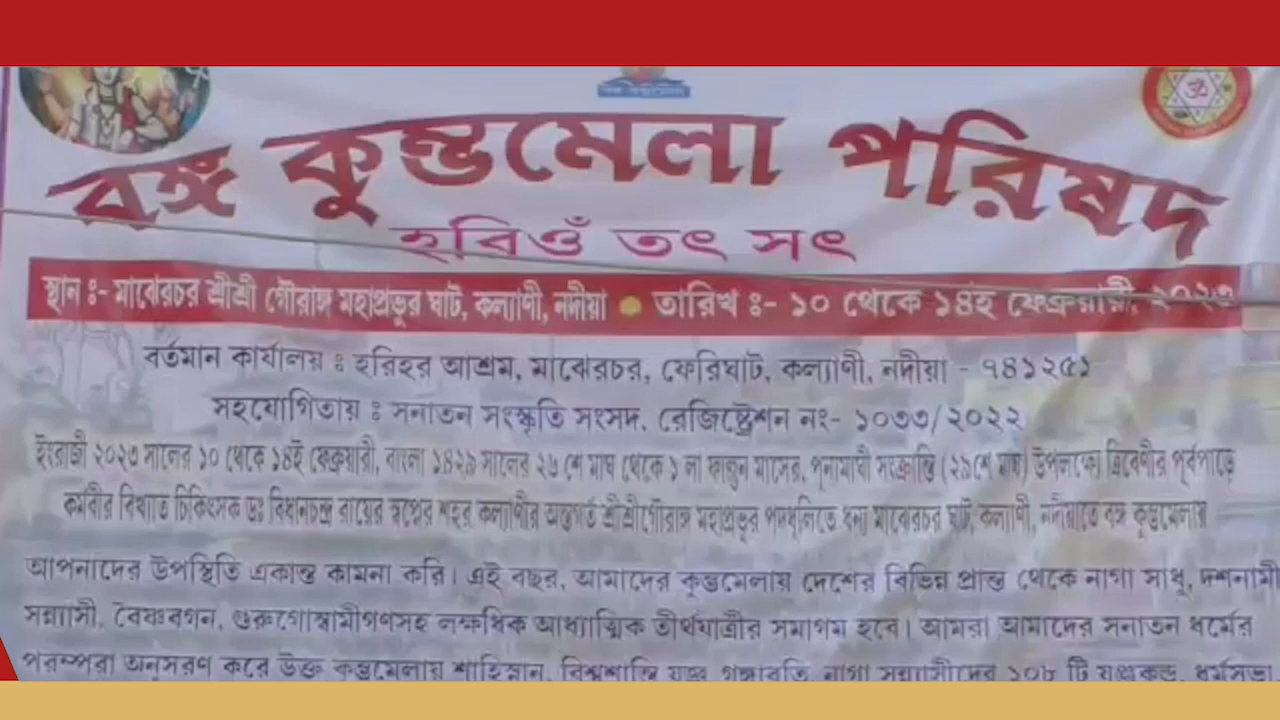 বঙ্গ কুম্ভমেলা পরিষদ
হরিওঁ তৎ সৎ
স্থান ঃ- মাঝেরচর শ্রীশ্রী গৌরাঙ্গ মহাপ্রভুর ঘাট, কল্যাণী, নদীয়া তারিখ ঃ- ১০ থেকে ১৪ই ফেব্রুয়ারী, ২০২৩
বর্তমান কার্যালয় ঃ হরিহর আশ্রম, মাঝেরচর, ফেরিঘাট, কল্যাণী, নদীয়া - ৭৪১২৫১
সহযোগিতায় ঃ সনাতন সংস্কৃতি সংসদ, রেজিষ্ট্রেশন নং- ১০৩৩/২০২২
ইংরাজী ২০২৩ সালের ১০ থেকে ১৪ই ফেব্রুয়ারী, বাংলা ১৪২৯ সালের ২৬ শে মাঘ থেকে ১ লা ফাল্গুন মাসের, পূন্যমাঘী সংক্রান্তি (২৯শে মাঘ) উপলক্ষ্যে ত্রিবেণীর পূর্বপাড়ে
কর্মবীর বিখ্যাত চিকিৎসক ডঃ বিধানচন্দ্র রায়ের স্বপ্নের শহর কল্যাণীর অন্তর্গত শ্রীশ্রীগৌরাঙ্গ মহাপ্রভুর পদধূলিতে ধন্য মাঝেরচর ঘাট, কল্যাণী, নদীয়াতে বঙ্গ কুম্ভমেলায়
আপনাদের উপস্থিতি একান্ত কামনা করি। এই বছর, আমাদের কুম্ভমেলায় দেশের বিভিন্ন প্রান্ত থেকে নাগা সাধু, দশনামী
সন্ন্যাসী, বৈষ্ণবগন, গুরুগোস্বামীগণসহ লক্ষধিক আধ্যাত্মিক তীর্থযাত্রীর সমাগম হবে। আমরা আমাদের সনাতন ধর্মের
পরম্পরা অনুসরণ করে উক্ত কুম্ভমেলায় শাহিস্নান, বিশ্বশান্তি যজ্ঞ, গঙ্গারতি, নাগা সন্ন্যাসীদের ১০৮ টি যজ্ঞকুন্ড, ধর্মসভা,